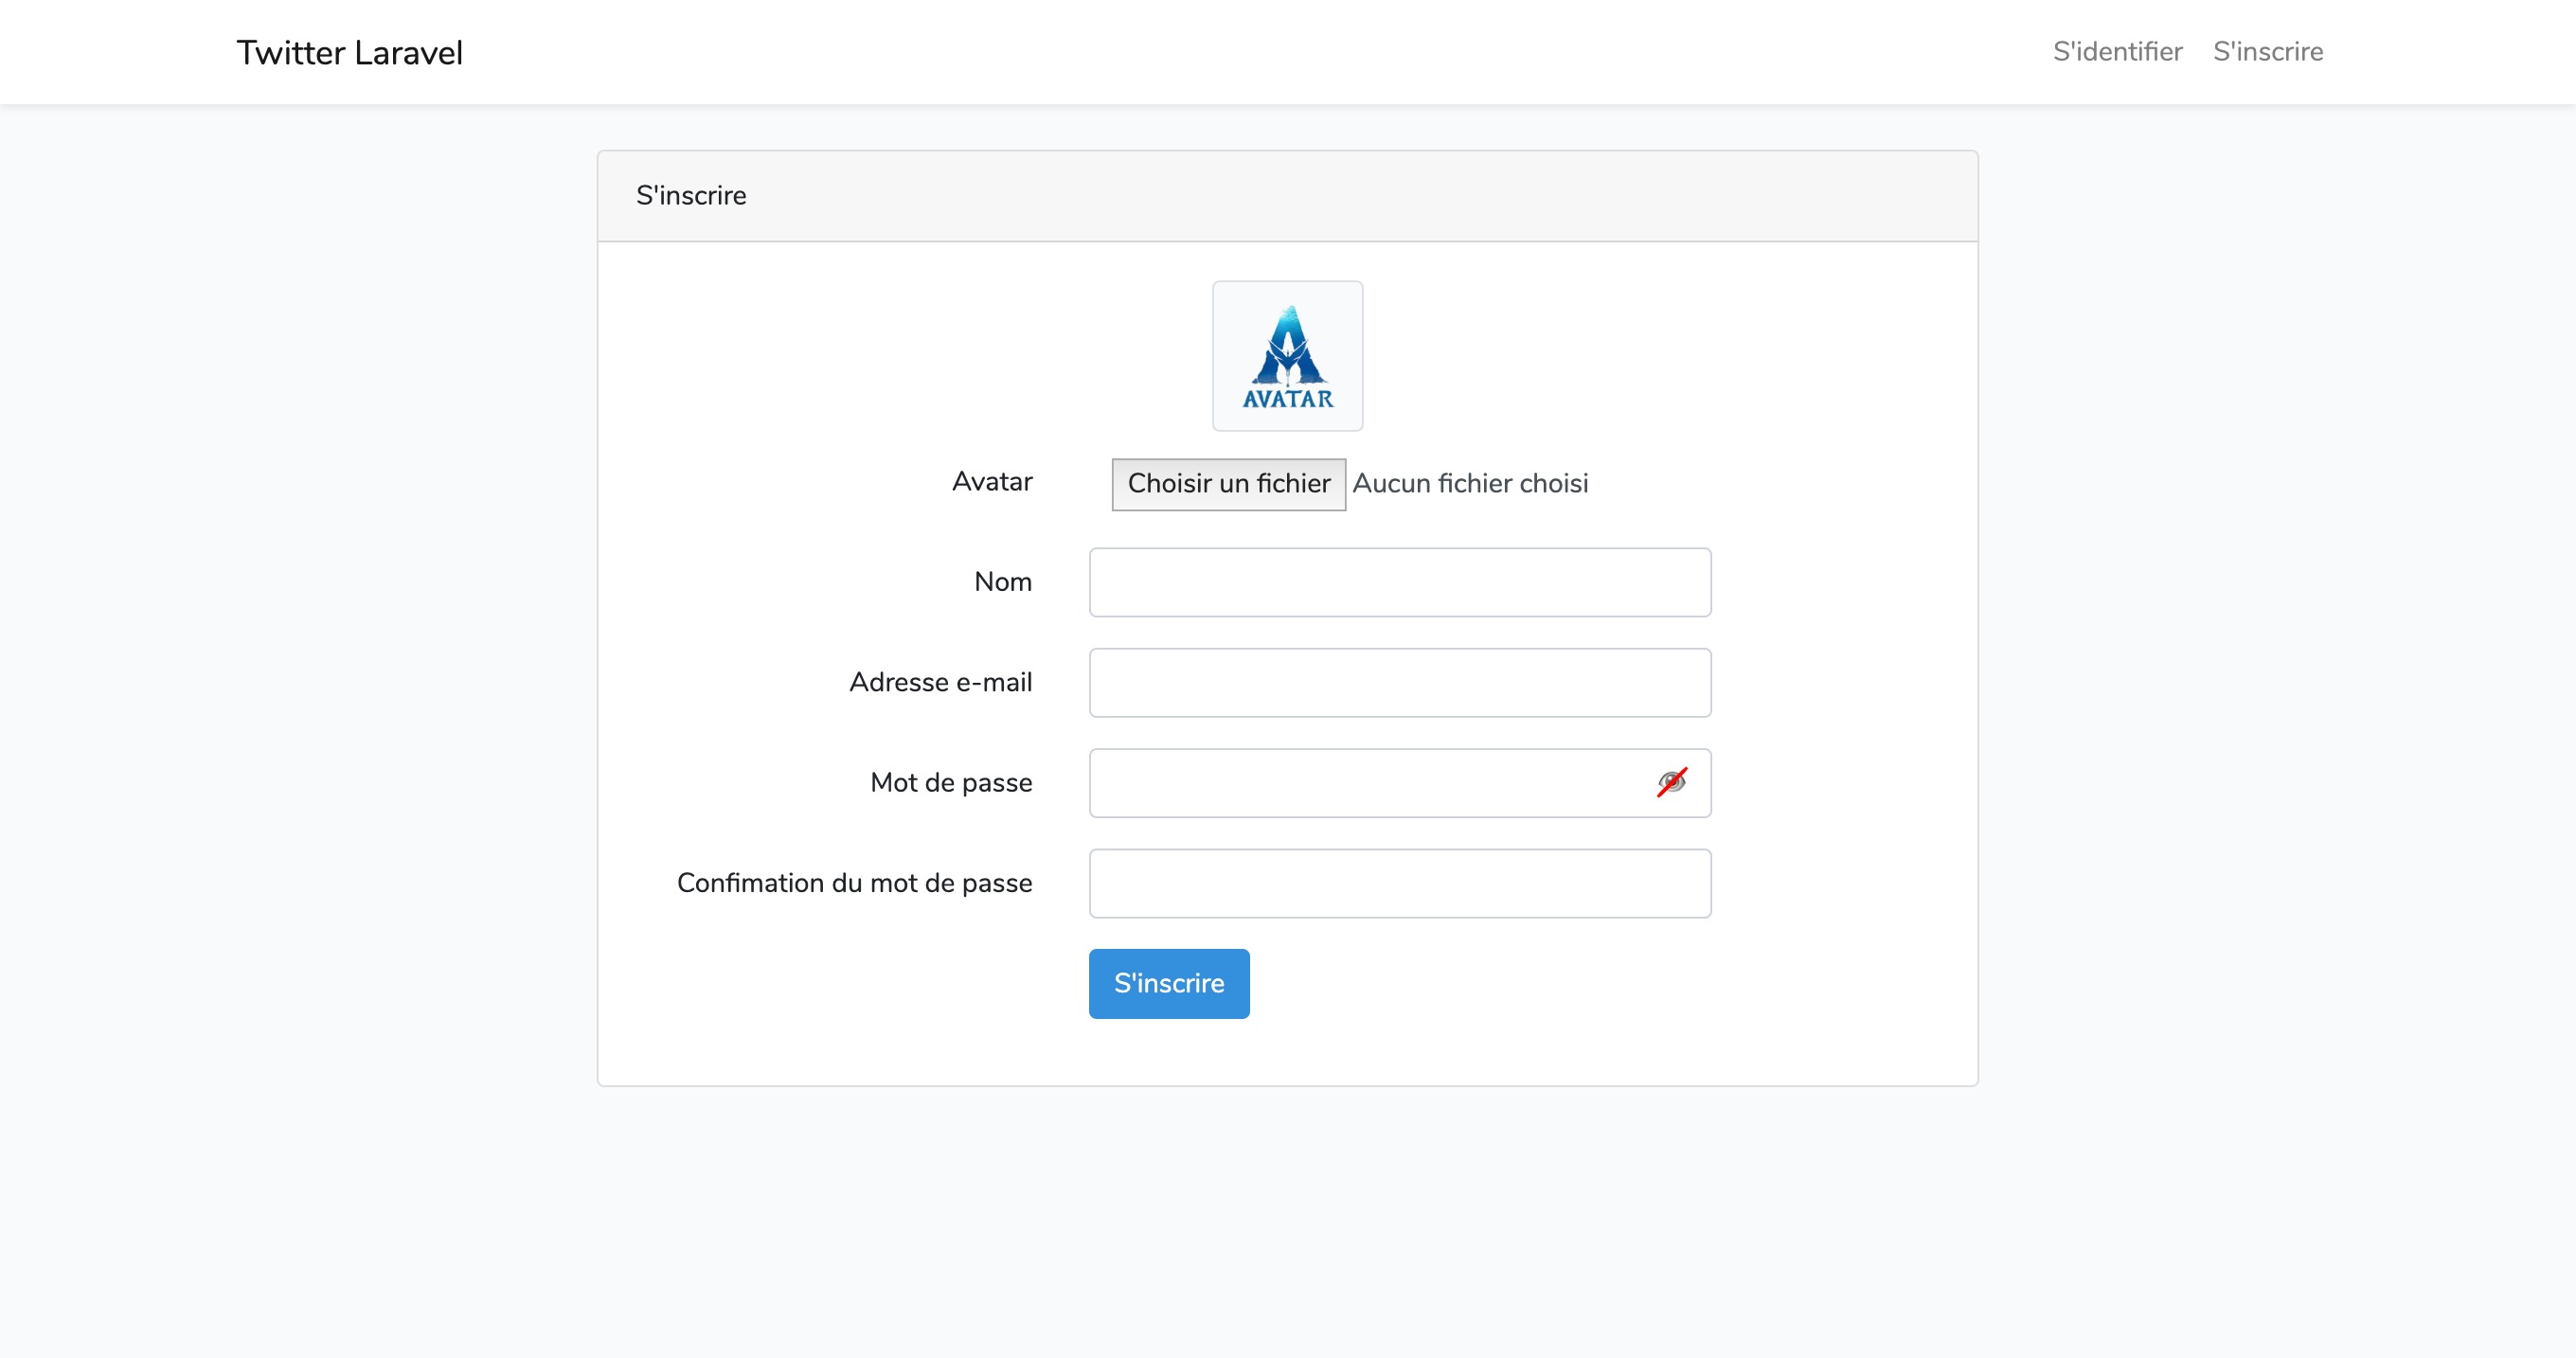 Twitter Laravel
S'identifier S'inscrire
S'inscrire
AVATAR
Avatar Choisir un fichier Aucun fichier choisi
Nom
Adresse e-mail
Mot de passe
Confimation du mot de passe
S'inscrire